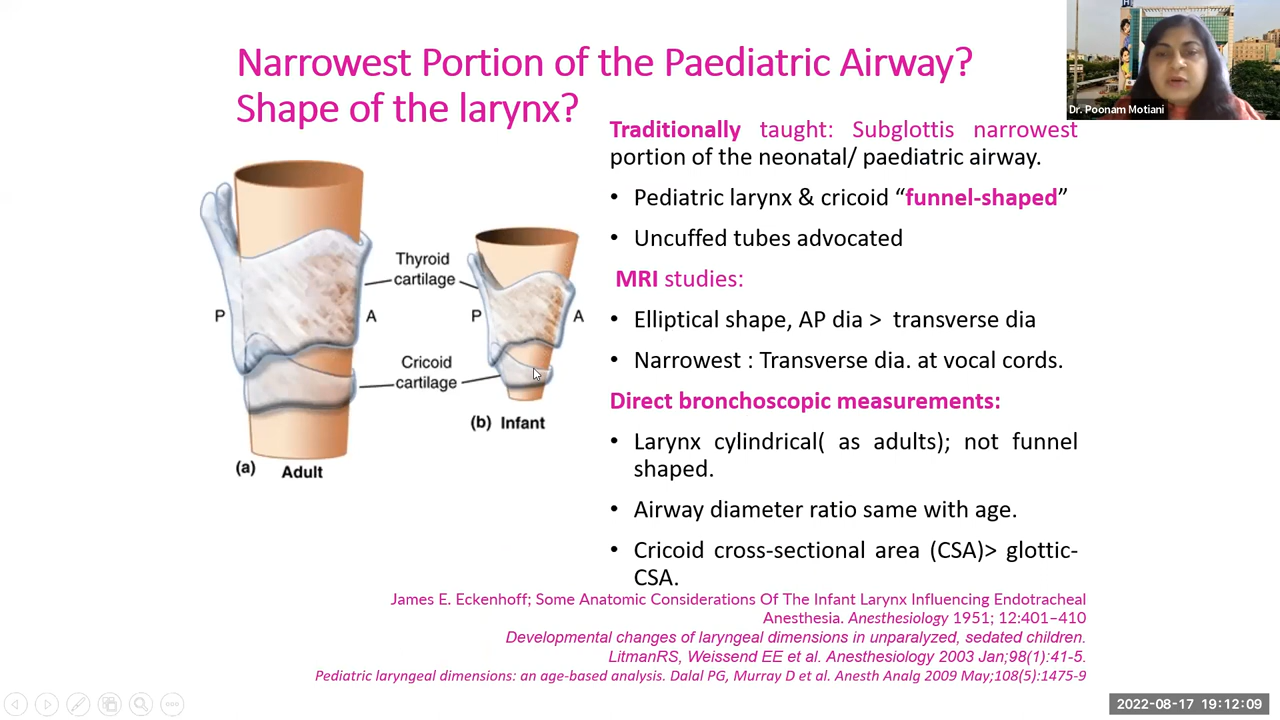 Narrowest Portion of the Paediatric Airway?
Shape of the larynx?
H
Dr. Poonam Motiani
Thyroid
cartilage
P
A
P
A
Cricoid
cartilage
(b) Infant
(a) Adult
Traditionally taught: Subglottis narrowest
portion of the neonatal/ paediatric airway.
• Pediatric larynx & cricoid “funnel-shaped”
• Uncuffed tubes advocated
MRI studies:
• Elliptical shape, AP dia > transverse dia
• Narrowest : Transverse dia. at vocal cords.
Direct bronchoscopic measurements:
• Larynx cylindrical( as adults); not funnel
shaped.
• Airway diameter ratio same with age.
• Cricoid cross-sectional area (CSA)> glottic-
CSA.
James E. Eckenhoff; Some Anatomic Considerations Of The Infant Larynx Influencing Endotracheal
Anesthesia. Anesthesiology 1951; 12:401–410
Developmental changes of laryngeal dimensions in unparalyzed, sedated children.
LitmanRS, Weissend EE et al. Anesthesiology 2003 Jan;98(1):41-5.
Pediatric laryngeal dimensions: an age-based analysis. Dalal PG, Murray D et al. Anesth Analg 2009 May;108(5):1475-9
2022-08-17 19:12:09